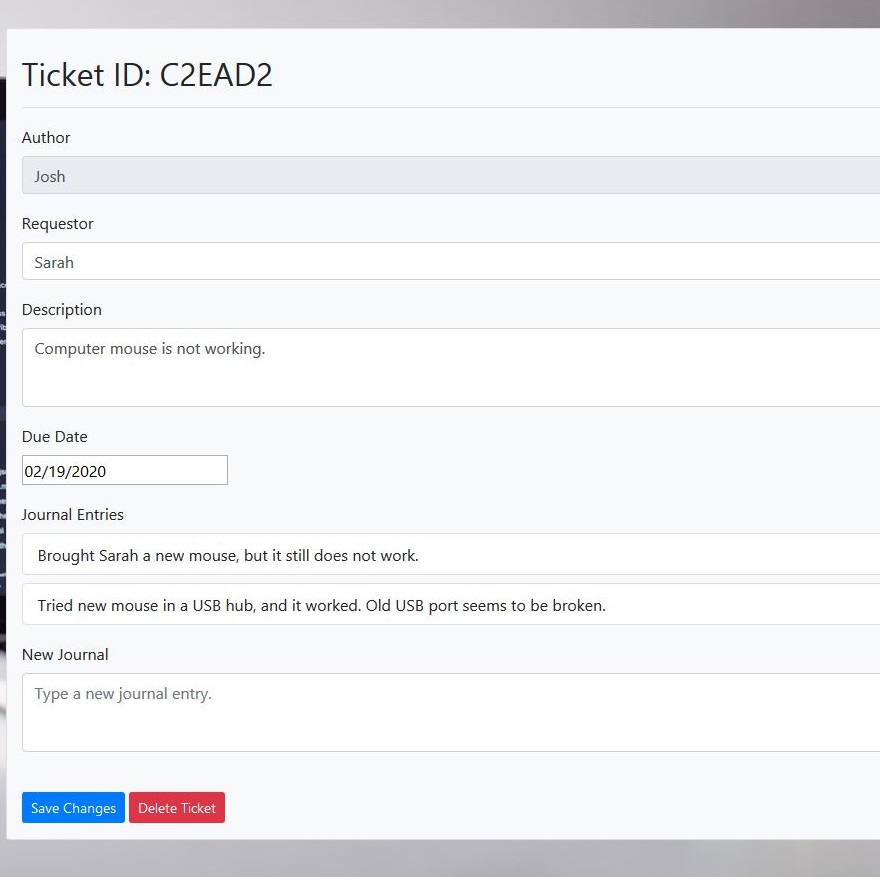 Ticket ID: C2EAD2
Author
Josh
Requestor
Sarah
Description
Computer mouse is not working.
Due Date
02/19/2020
Journal Entries
Brought Sarah a new mouse, but it still does not work.
Tried new mouse in a USB hub, and it worked. Old USB port seems to be broken.
New Journal
Type a new journal entry.
Save Changes Delete Ticket